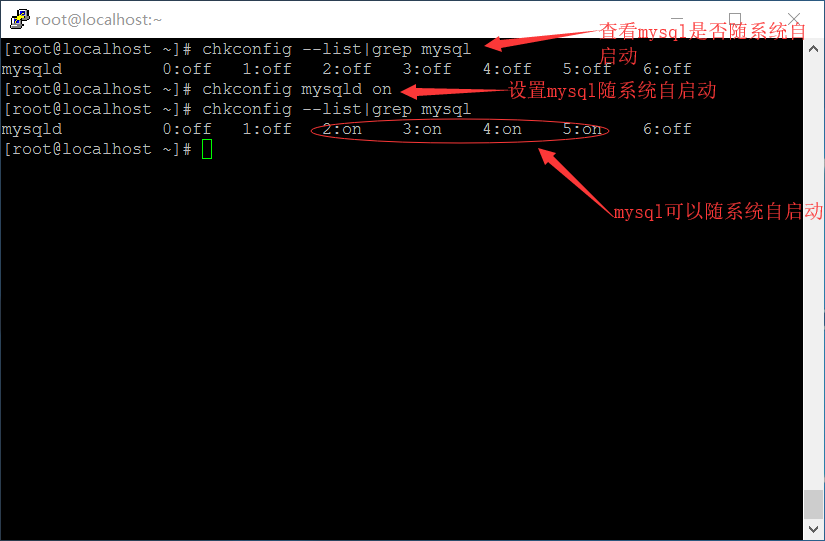 root@localhost:~
[root@localhost ~]# chkconfig --list|grep mysql
查看mysql是否随系统自
启动
mysqld 0:off 1:off 2:off 3:off 4:off 5:off 6:off
[root@localhost ~]# chkconfig mysqld on
设置mysql随系统自启动
[root@localhost ~]# chkconfig --list|grep mysql
mysqld 0:off 1:off 2:on 3:on 4:on 5:on 6:off
[root@localhost ~]#
mysql可以随系统自启动